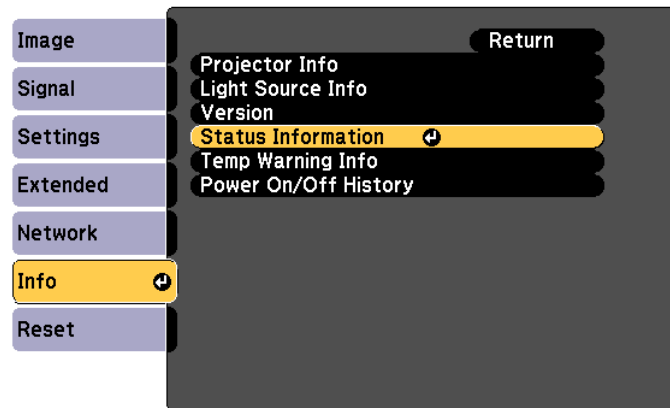 Image
Signal
Settings
Extended
Network
Info
Reset
Return
Projector Info
Light Source Info
Version
Status Information
Temp Warning Info
Power On/Off History